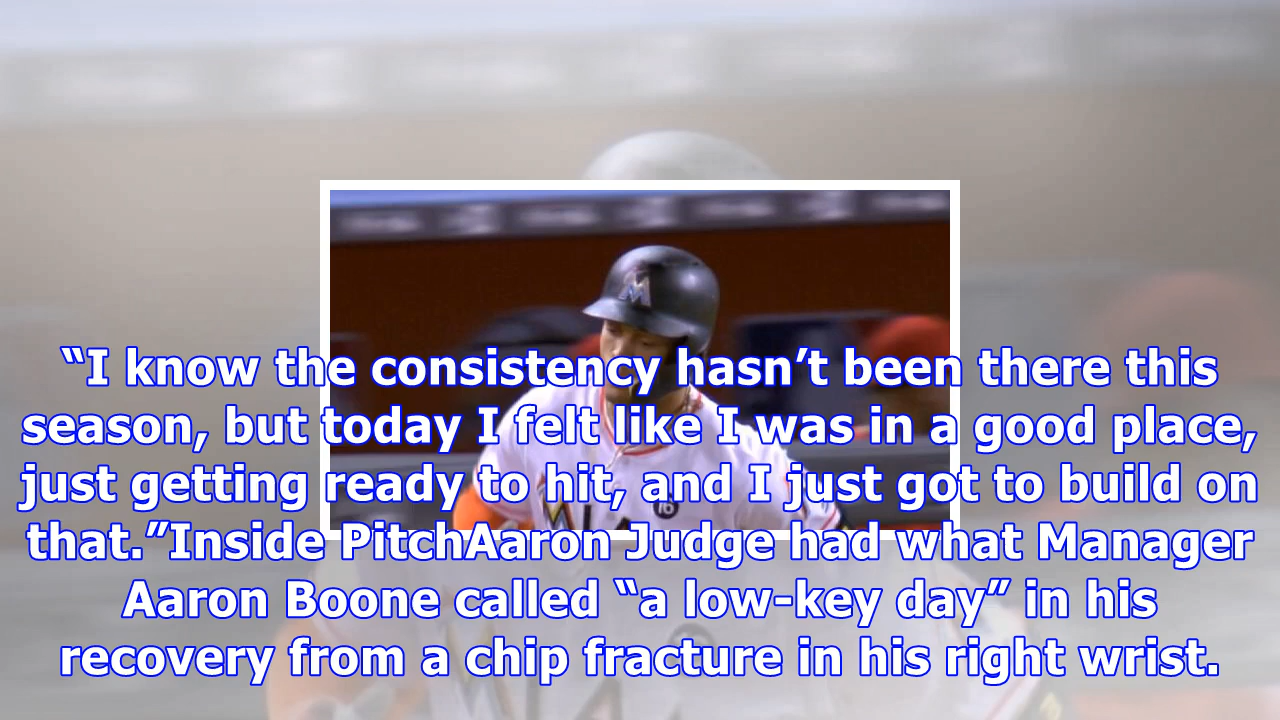 “I know the consistency hasn’t been there this
season, but today I felt like I was in a good place,
just getting ready to hit, and I just got to build on
that.”Inside PitchAaron Judge had what Manager
Aaron Boone called “a low-key day” in his
recovery from a chip fracture in his right wrist.
M
16